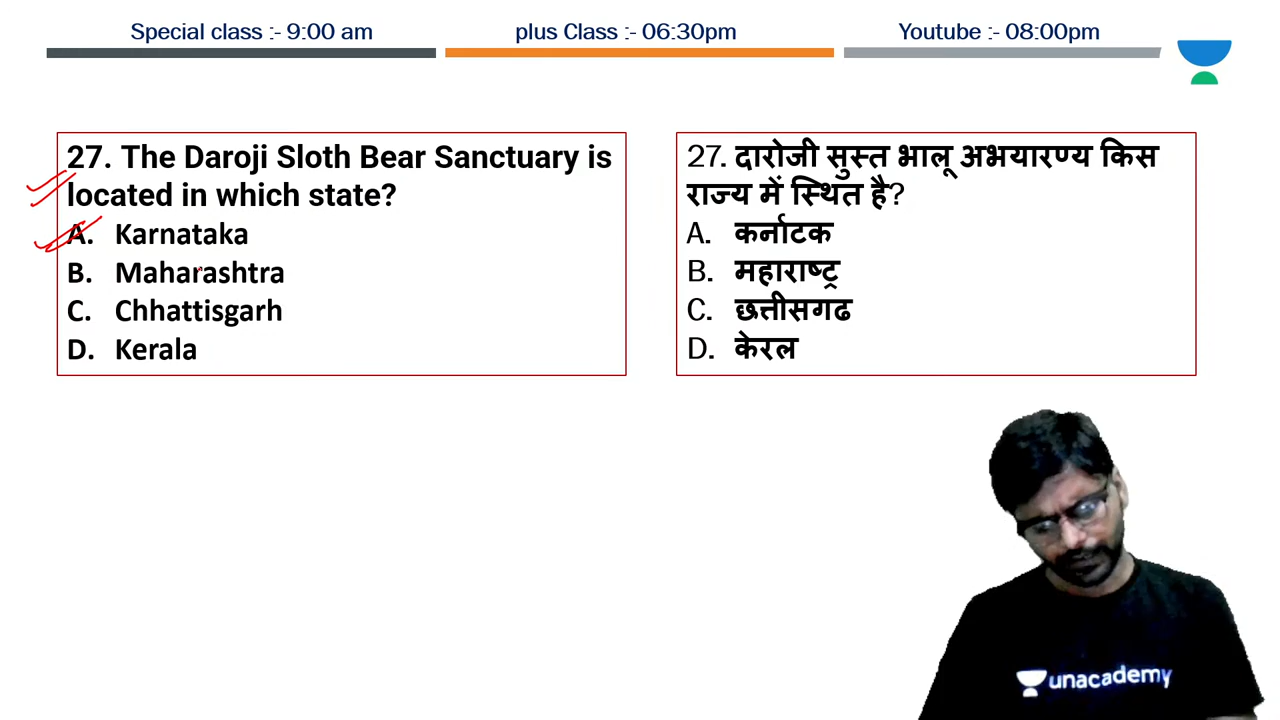 Special class :- 9:00 am
plus Class :- 06:30pm
Youtube :- 08:00pm
27. The Daroji Sloth Bear Sanctuary is
located in which state?
A. Karnataka
B. Maharashtra
C. Chhattisgarh
D. Kerala
27. दारोजी सुस्त भालू अभयारण्य किस
राज्य में स्थित है?
A. कर्नाटक
B. महाराष्ट्र
C. छत्तीसगढ
D. केरल
unacademy